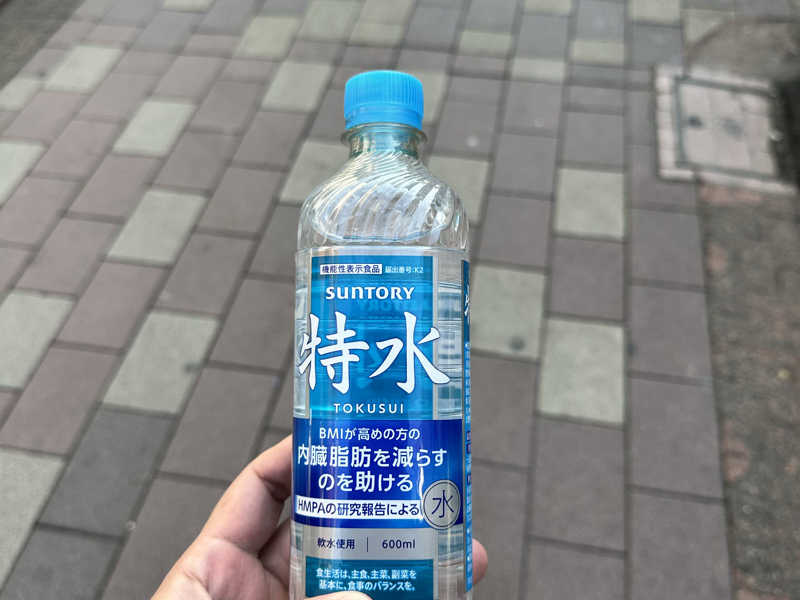 機能性表示食品 届出番号:K2
SUNTORY
特水
TOKUSUI
BMIが高めの方の
内臓脂肪を減らす
のを助ける
HMPAの研究報告による
水
軟水使用 600ml
食生活は、主食、主菜、副菜を
基本に、食事のバランスを。